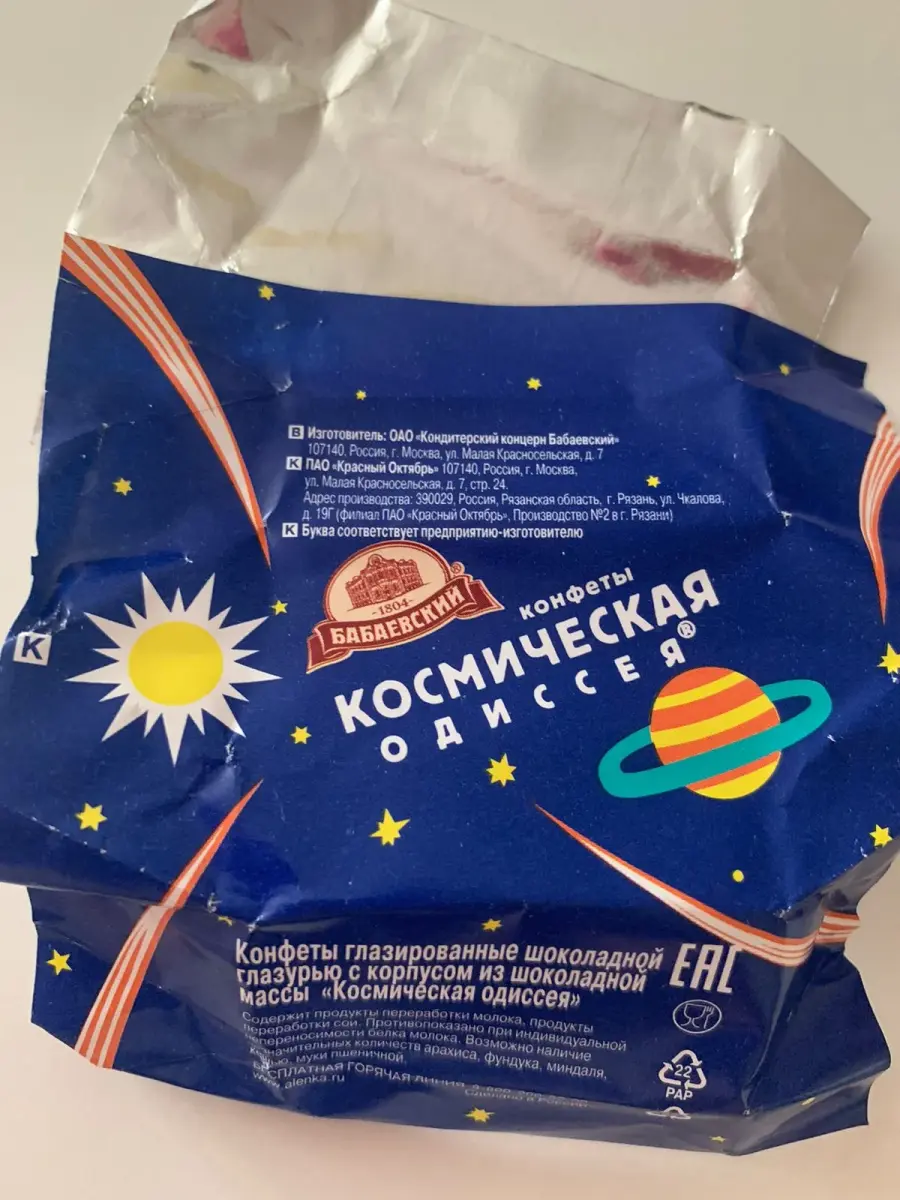 В Изготовитель: ОАО «Кондитерский концерн Бабаевский»
107140, Россия, г. Москва, ул. Малая Красносельская, д. 7
К ПАО «Красный Октябрь» 107140, Россия, г. Москва,
ул. Малая Красносельская, д. 7, стр. 24.
Адрес производства: 390029, Россия, Рязанская область, г. Рязань, ул. Чкалова,
д. 19Г (филиал ПАО «Красный Октябрь», Производство №2 в г. Рязани)
К Буква соответствует предприятию-изготовителю
-1804-
БАБАЕВСКИЙ®
конфеты
КОСМИЧЕСКАЯ
ОДИССЕЯ®
К
Конфеты глазированные шоколадной
глазурью с корпусом из шоколадной
массы «Космическая одиссея»
EAC
Содержит продукты переработки молока, продукты
переработки сои. Противопоказано при индивидуальной
непереносимости белка молока. Возможно наличие
незначительных количеств арахиса, фундука, миндаля,
муки пшеничной
ГОРЯЧАЯ ЛИНИЯ
www.alenka.ru
Сделано в России
22
PAP